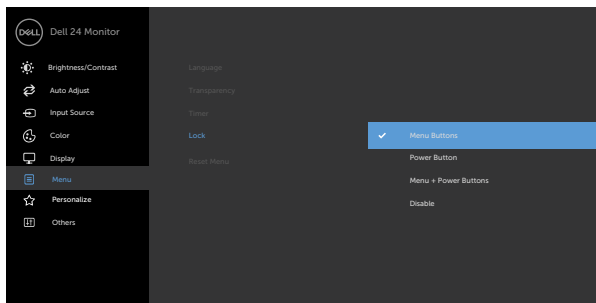 DELL Dell 24 Monitor
Brightness/Contrast
Auto Adjust
Input Source
Color
Display
Menu
Personalize
Others
Language
Transparency
Timer
Lock
Reset Menu
Menu Buttons
Power Button
Menu + Power Buttons
Disable